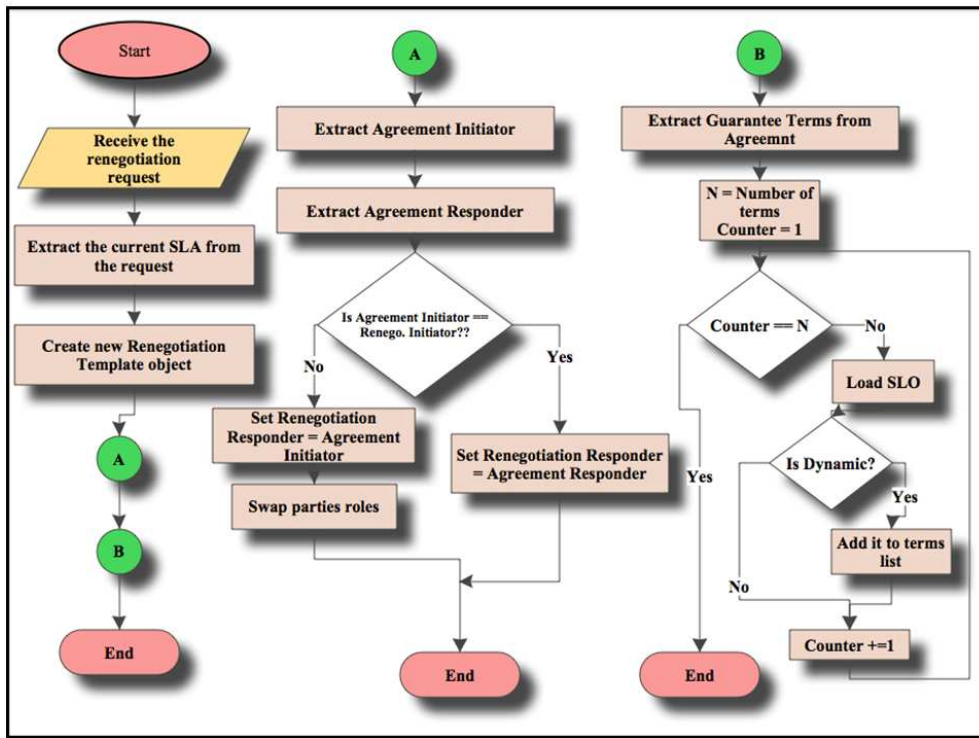 Start
Receive the
renegotiation
request
Extract the current SLA from
the request
Create new Renegotiation
Template object
A
B
End
A
Extract Agreement Initiator
Extract Agreement Responder
Is Agreement Initiator ==
Renego. Initiator??
No
Yes
Set Renegotiation
Responder = Agreement
Initiator
Swap parties roles
Set Renegotiation Responder
= Agreement Responder
End
B
Extract Guarantee Terms from
Agreemnt
N = Number of
terms
Counter = 1
Counter == N
No
Yes
Load SLO
Is Dynamic?
Yes
No
Add it to terms
list
Counter +=1
End